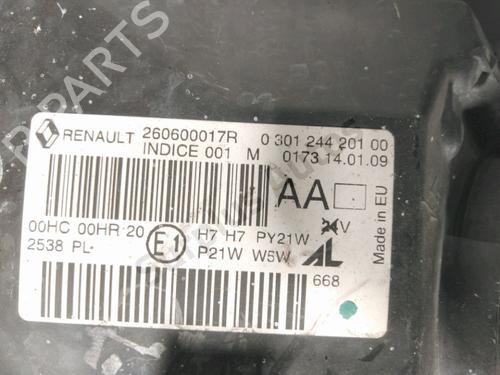 RENAULT 260600017R 0 301 244 201 00
INDICE 001 M 0173 14.01.09
AA
00HC 00HR 20 E1 H7 H7 PY21W V
2538 PL P21W W5W AL
668
Made in EU